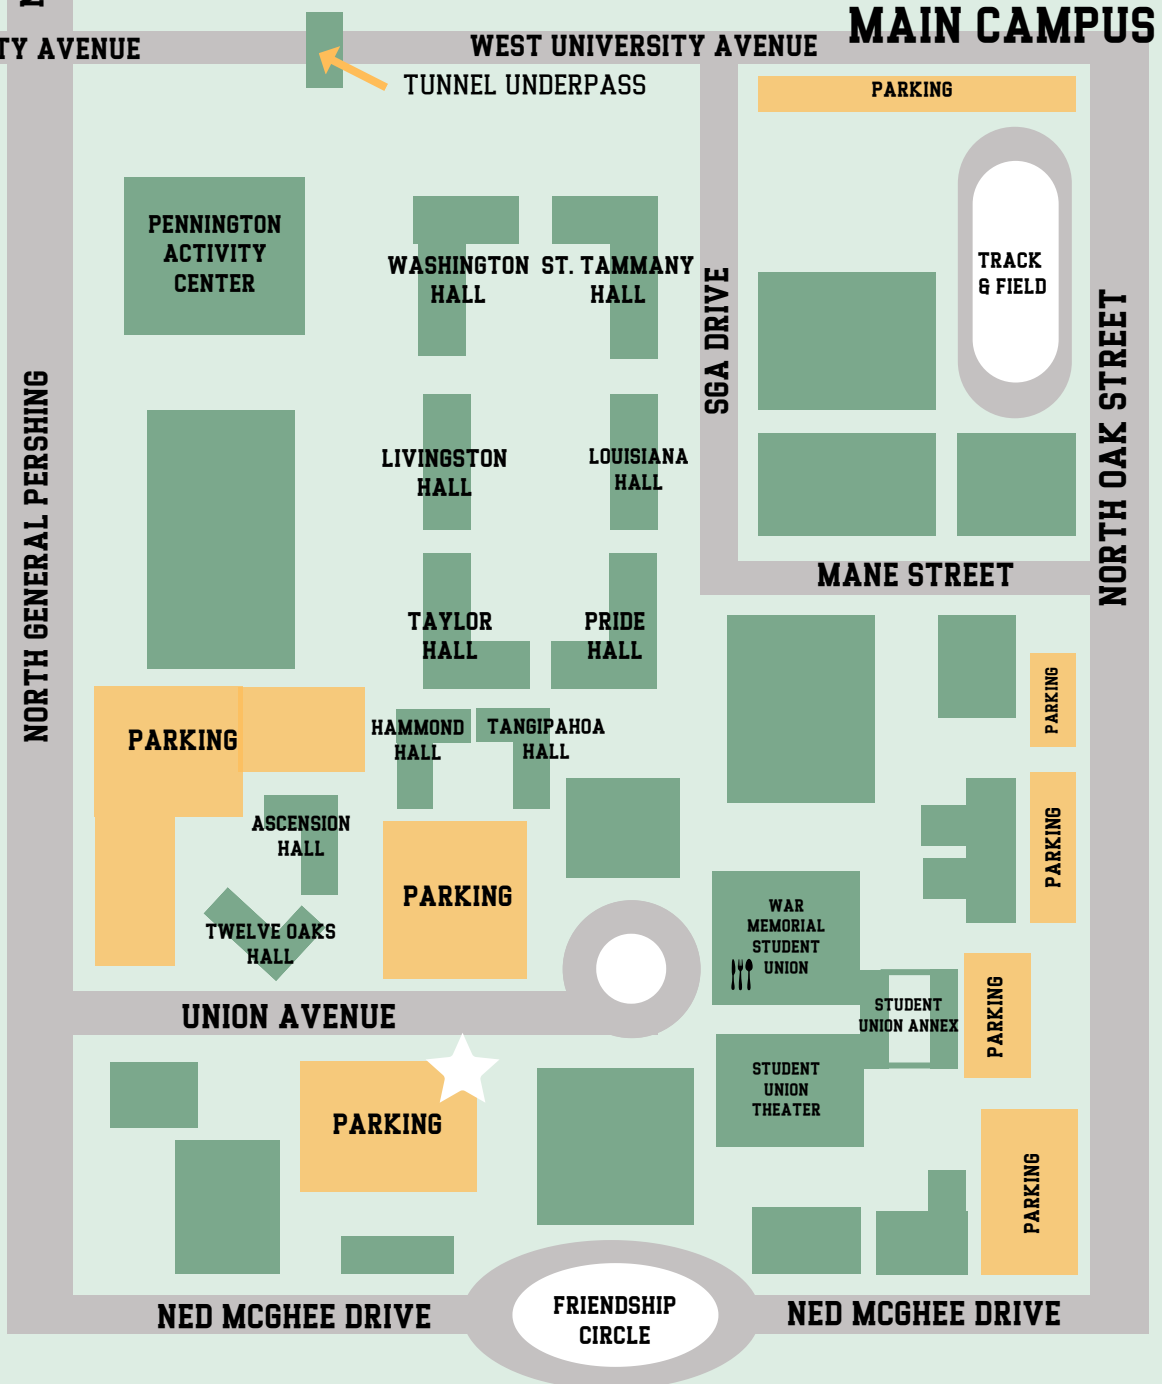 MAIN CAMPUS
TY AVENUE
WEST UNIVERSITY AVENUE
TUNNEL UNDERPASS
PARKING
PENNINGTON
ACTIVITY
CENTER
WASHINGTON
HALL
ST. TAMMANY
HALL
SGA DRIVE
TRACK
& FIELD
NORTH OAK STREET
NORTH GENERAL PERSHING
LIVINGSTON
HALL
LOUISIANA
HALL
MANE STREET
TAYLOR
HALL
PRIDE
HALL
PARKING
HAMMOND
HALL
TANGIPAHOA
HALL
PARKING
ASCENSION
HALL
PARKING
PARKING
TWELVE OAKS
HALL
WAR
MEMORIAL
STUDENT
UNION
UNION AVENUE
STUDENT
UNION ANNEX
PARKING
STUDENT
UNION
THEATER
PARKING
PARKING
NED MCGHEE DRIVE
FRIENDSHIP
CIRCLE
NED MCGHEE DRIVE